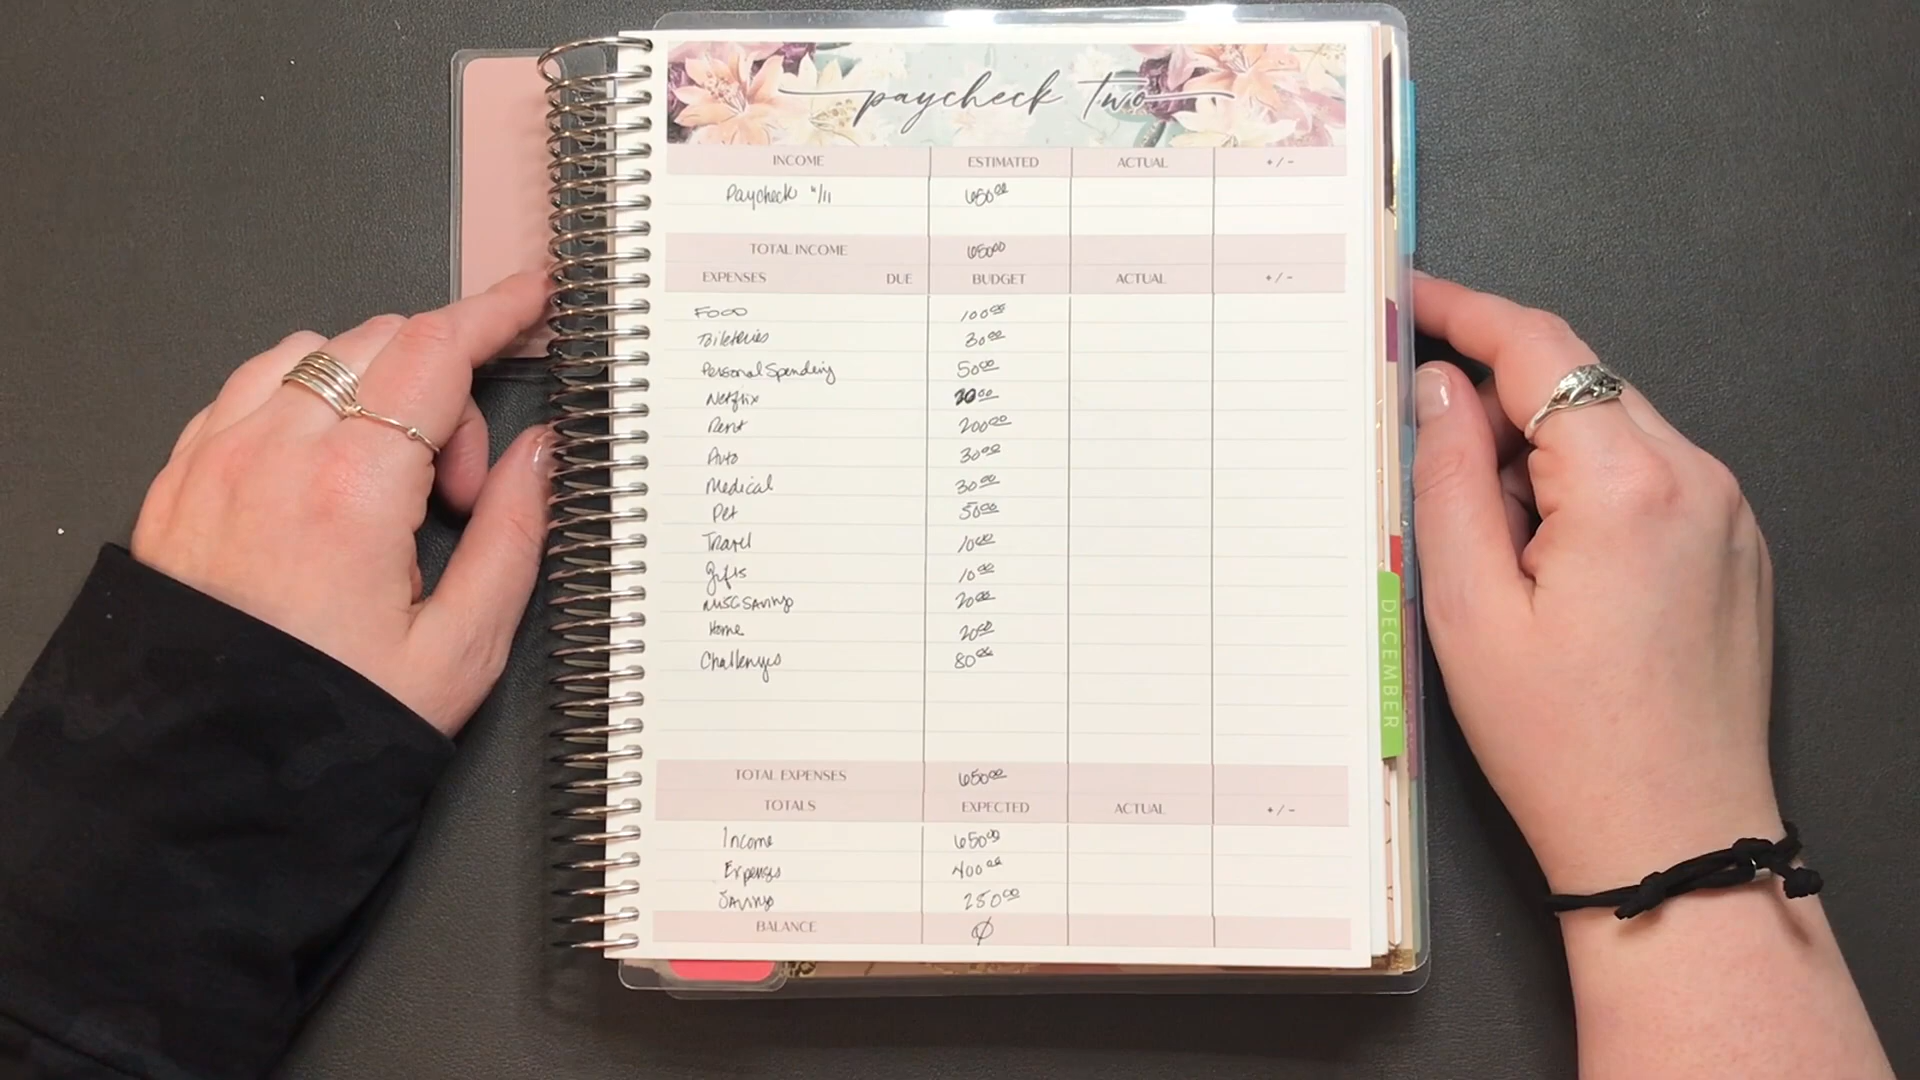 paycheck two
INCOME ESTIMATED ACTUAL +/-
Paycheck 4/11 650.00
TOTAL INCOME 650.00
EXPENSES DUE BUDGET ACTUAL +/-
Food 100.00
Toileteries 30.00
Personal Spending 50.00
Netflix 20.00
Rent 200.00
Auto 30.00
Medical 30.00
Pet 50.00
Travel 10.00
Gifts 10.00
Misc Saving 20.00
Home 20.00
Challenges 80.00
TOTAL EXPENSES 650.00
TOTALS EXPECTED ACTUAL +/-
Income 650.00
Expenses 400.00
Saving 250.00
BALANCE Ø
DECEMBER